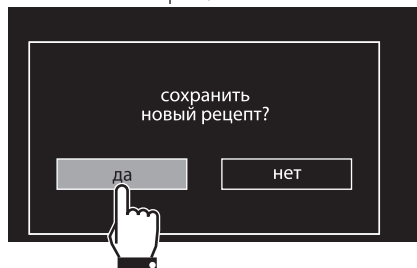 сохранить
новый рецепт?
да
нет